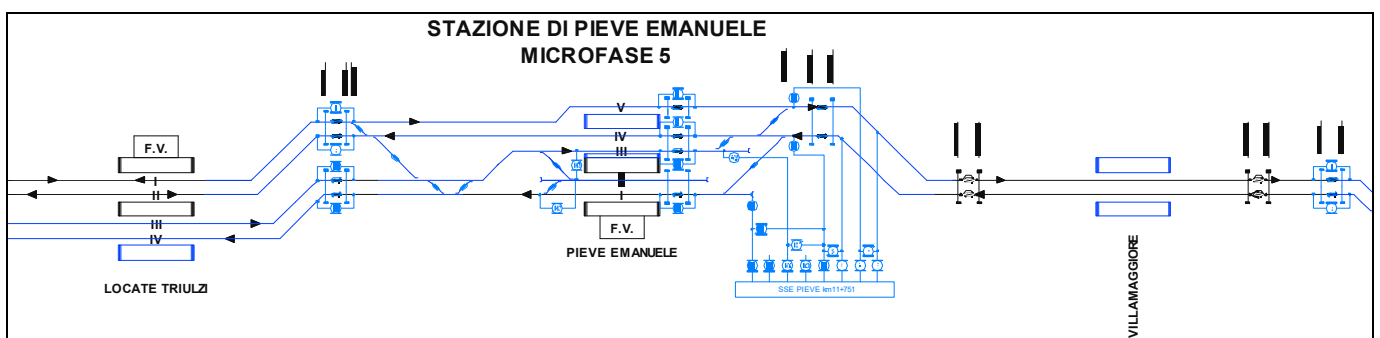 STAZIONE DI PIEVE EMANUELE
MICROFASE 5
F.V.
I
II
III
IV
LOCATE TRIULZI
V
IV
III
I
F.V.
PIEVE EMANUELE
SSE PIEVE km11+751
VILLAMAGGIORE